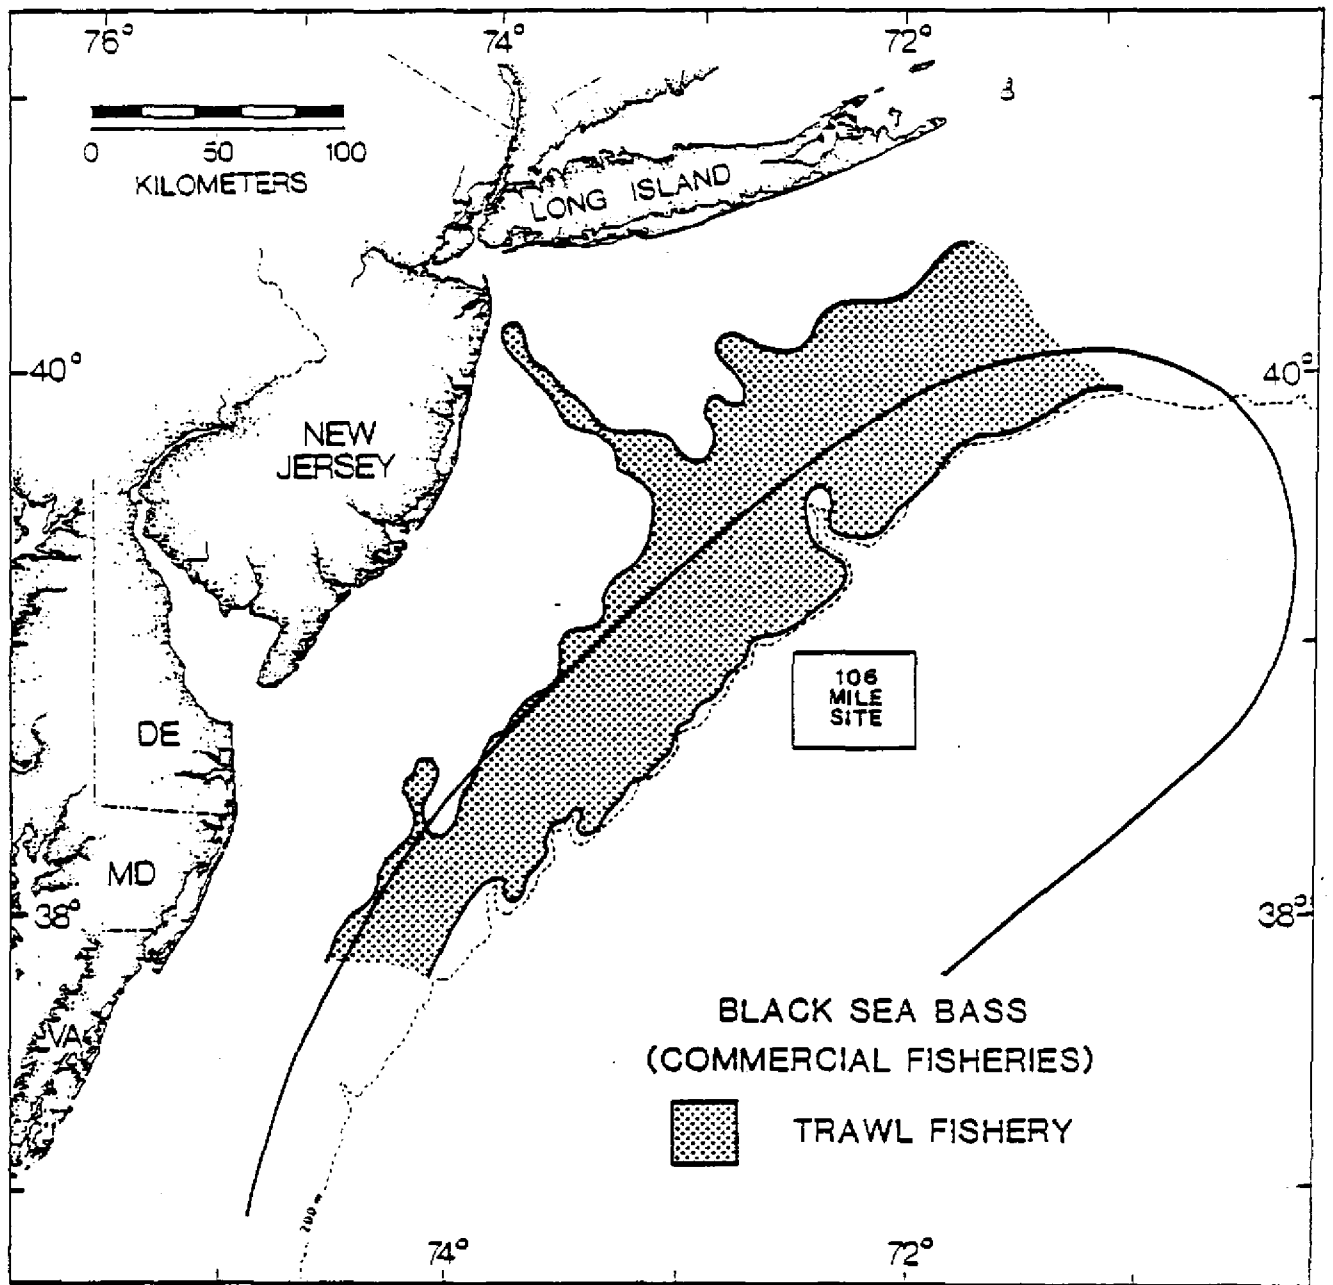 76°
74°
72°
0 50 100
KILOMETERS
LONG ISLAND
40°
40°
NEW
JERSEY
106
MILE
SITE
DE
MD
38°
38°
VA
BLACK SEA BASS
(COMMERCIAL FISHERIES)
TRAWL FISHERY
200 m
74°
72°